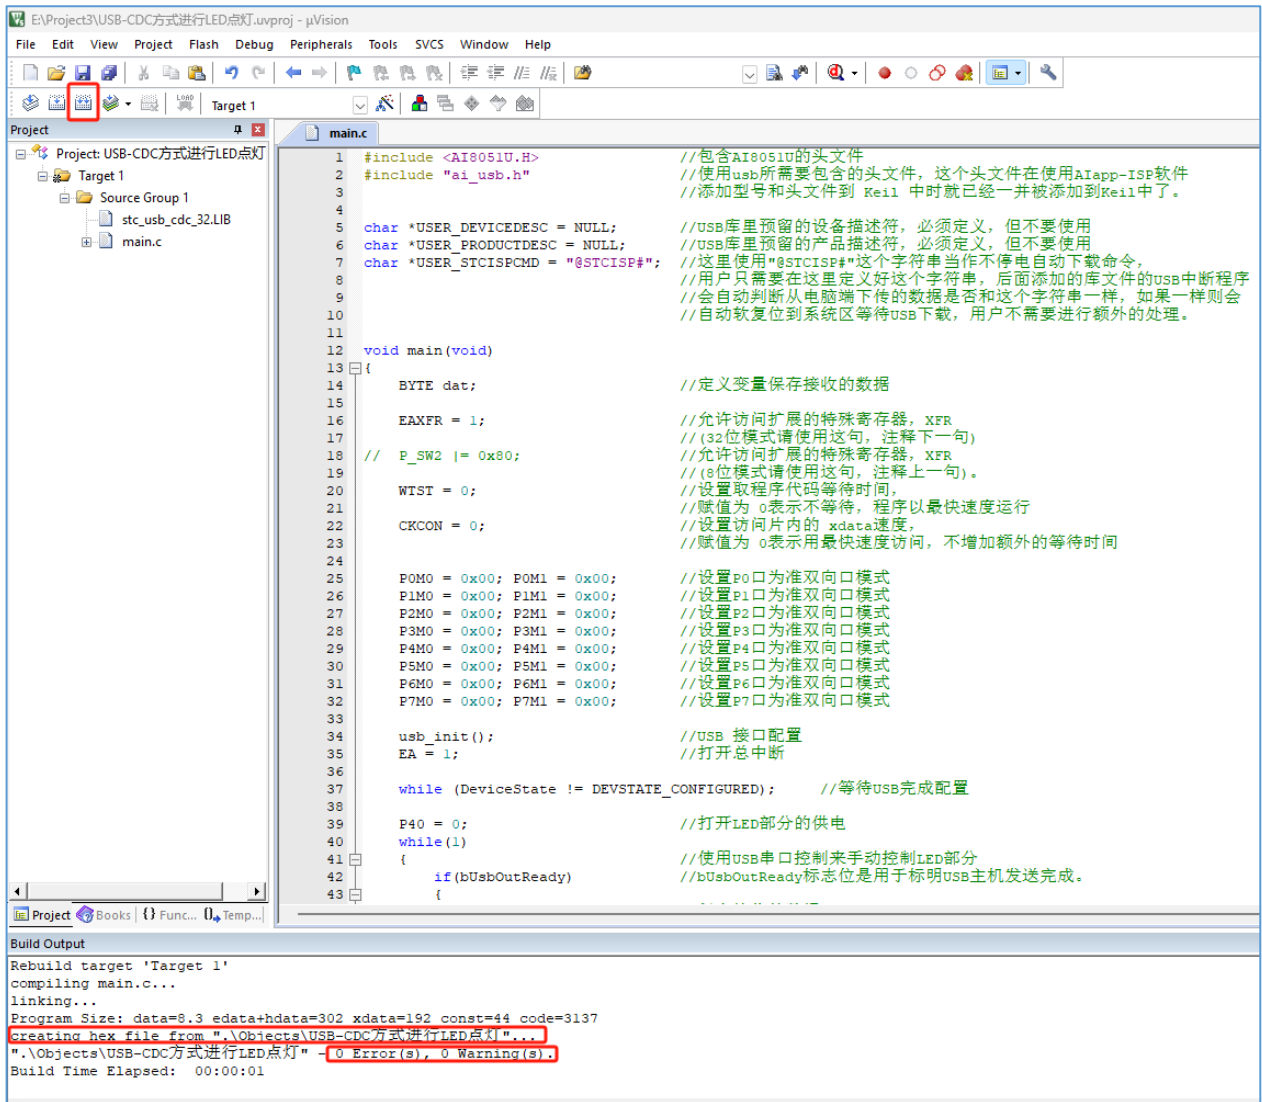 E:\Project3\USB-CDC方式进行LED点灯.uvproj - µVision
File Edit View Project Flash Debug Peripherals Tools SVCS Window Help
LOAD Target 1
Project
main.c
Project: USB-CDC方式进行LED点灯
Target 1
Source Group 1
stc_usb_cdc_32.LIB
main.c
1 #include <AI8051U.H> //包含AI8051U的头文件
2 #include "ai_usb.h" //使用usb所需要包含的头文件，这个头文件在使用AIapp-ISP软件
3 //添加型号和头文件到 Keil 中时就已经一并被添加到Keil中了。
4
5 char *USER_DEVICEDESC = NULL; //USB库里预留的设备描述符，必须定义，但不要使用
6 char *USER_PRODUCTDESC = NULL; //USB库里预留的产品描述符，必须定义，但不要使用
7 char *USER_STCISPCMD = "@STCISP#"; //这里使用"@STCISP#"这个字符串当作不停电自动下载命令，
8 //用户只需要在这里定义好这个字符串，后面添加的库文件的USB中断程序
9 //会自动判断从电脑端下传的数据是否和这个字符串一样，如果一样则会
10 //自动软复位到系统区等待USB下载，用户不需要进行额外的处理。
11
12 void main(void)
13 {
14 BYTE dat; //定义变量保存接收的数据
15
16 EAXFR = 1; //允许访问扩展的特殊寄存器，XFR
17 //(32位模式请使用这句，注释下一句)
18 // P_SW2 |= 0x80; //允许访问扩展的特殊寄存器，XFR
19 //(8位模式请使用这句，注释上一句)。
20 WTST = 0; //设置取程序代码等待时间，
21 //赋值为 0表示不等待，程序以最快速度运行
22 CKCON = 0; //设置访问片内的 xdata速度，
23 //赋值为 0表示用最快速度访问，不增加额外的等待时间
24
25 P0M0 = 0x00; P0M1 = 0x00; //设置P0口为准双向口模式
26 P1M0 = 0x00; P1M1 = 0x00; //设置P1口为准双向口模式
27 P2M0 = 0x00; P2M1 = 0x00; //设置P2口为准双向口模式
28 P3M0 = 0x00; P3M1 = 0x00; //设置P3口为准双向口模式
29 P4M0 = 0x00; P4M1 = 0x00; //设置P4口为准双向口模式
30 P5M0 = 0x00; P5M1 = 0x00; //设置P5口为准双向口模式
31 P6M0 = 0x00; P6M1 = 0x00; //设置P6口为准双向口模式
32 P7M0 = 0x00; P7M1 = 0x00; //设置P7口为准双向口模式
33
34 usb_init(); //USB 接口配置
35 EA = 1; //打开总中断
36
37 while (DeviceState != DEVSTATE_CONFIGURED); //等待USB完成配置
38
39 P40 = 0; //打开LED部分的供电
40 while(1)
41 { //使用USB串口控制来手动控制LED部分
42 if(bUsbOutReady) //bUsbOutReady标志位是用于标明USB主机发送完成。
43 {
Project Books {} Func... Temp...
Build Output
Rebuild target 'Target 1'
compiling main.c...
linking...
Program Size: data=8.3 edata+hdata=302 xdata=192 const=44 code=3137
creating hex file from ".\Objects\USB-CDC方式进行LED点灯"...
".\Objects\USB-CDC方式进行LED点灯" - 0 Error(s), 0 Warning(s).
Build Time Elapsed: 00:00:01